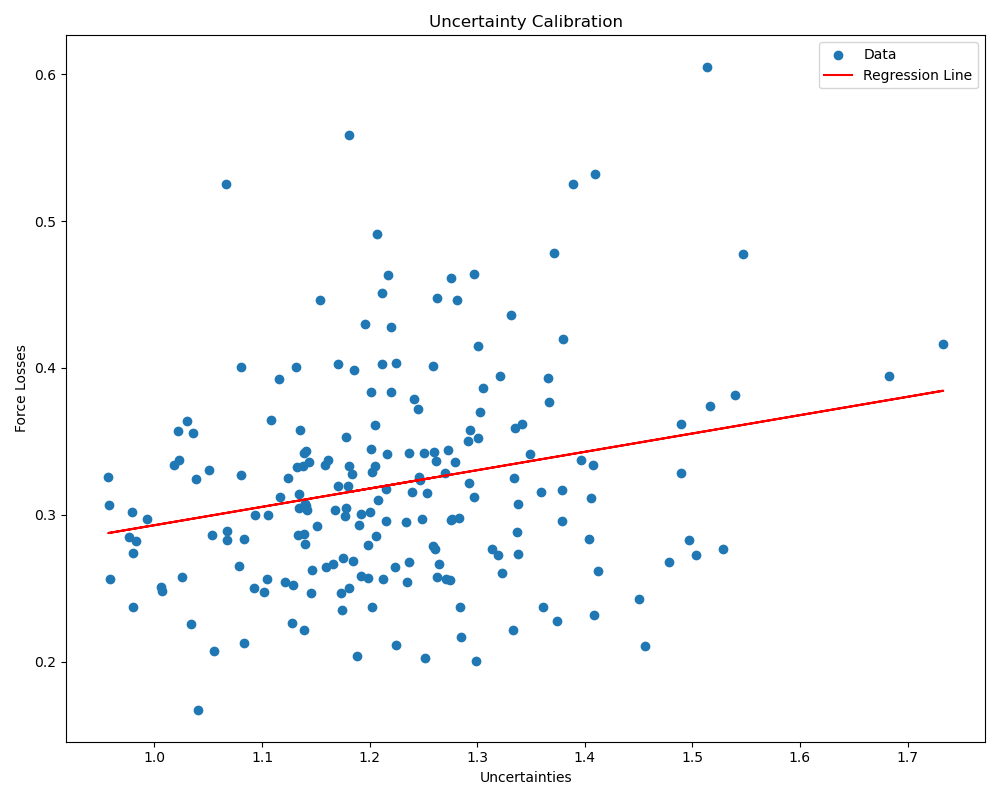 Uncertainty Calibration
Data
Regression Line
Force Losses
0.6
0.5
0.4
0.3
0.2
1.0 1.1 1.2 1.3 1.4 1.5 1.6 1.7
Uncertainties